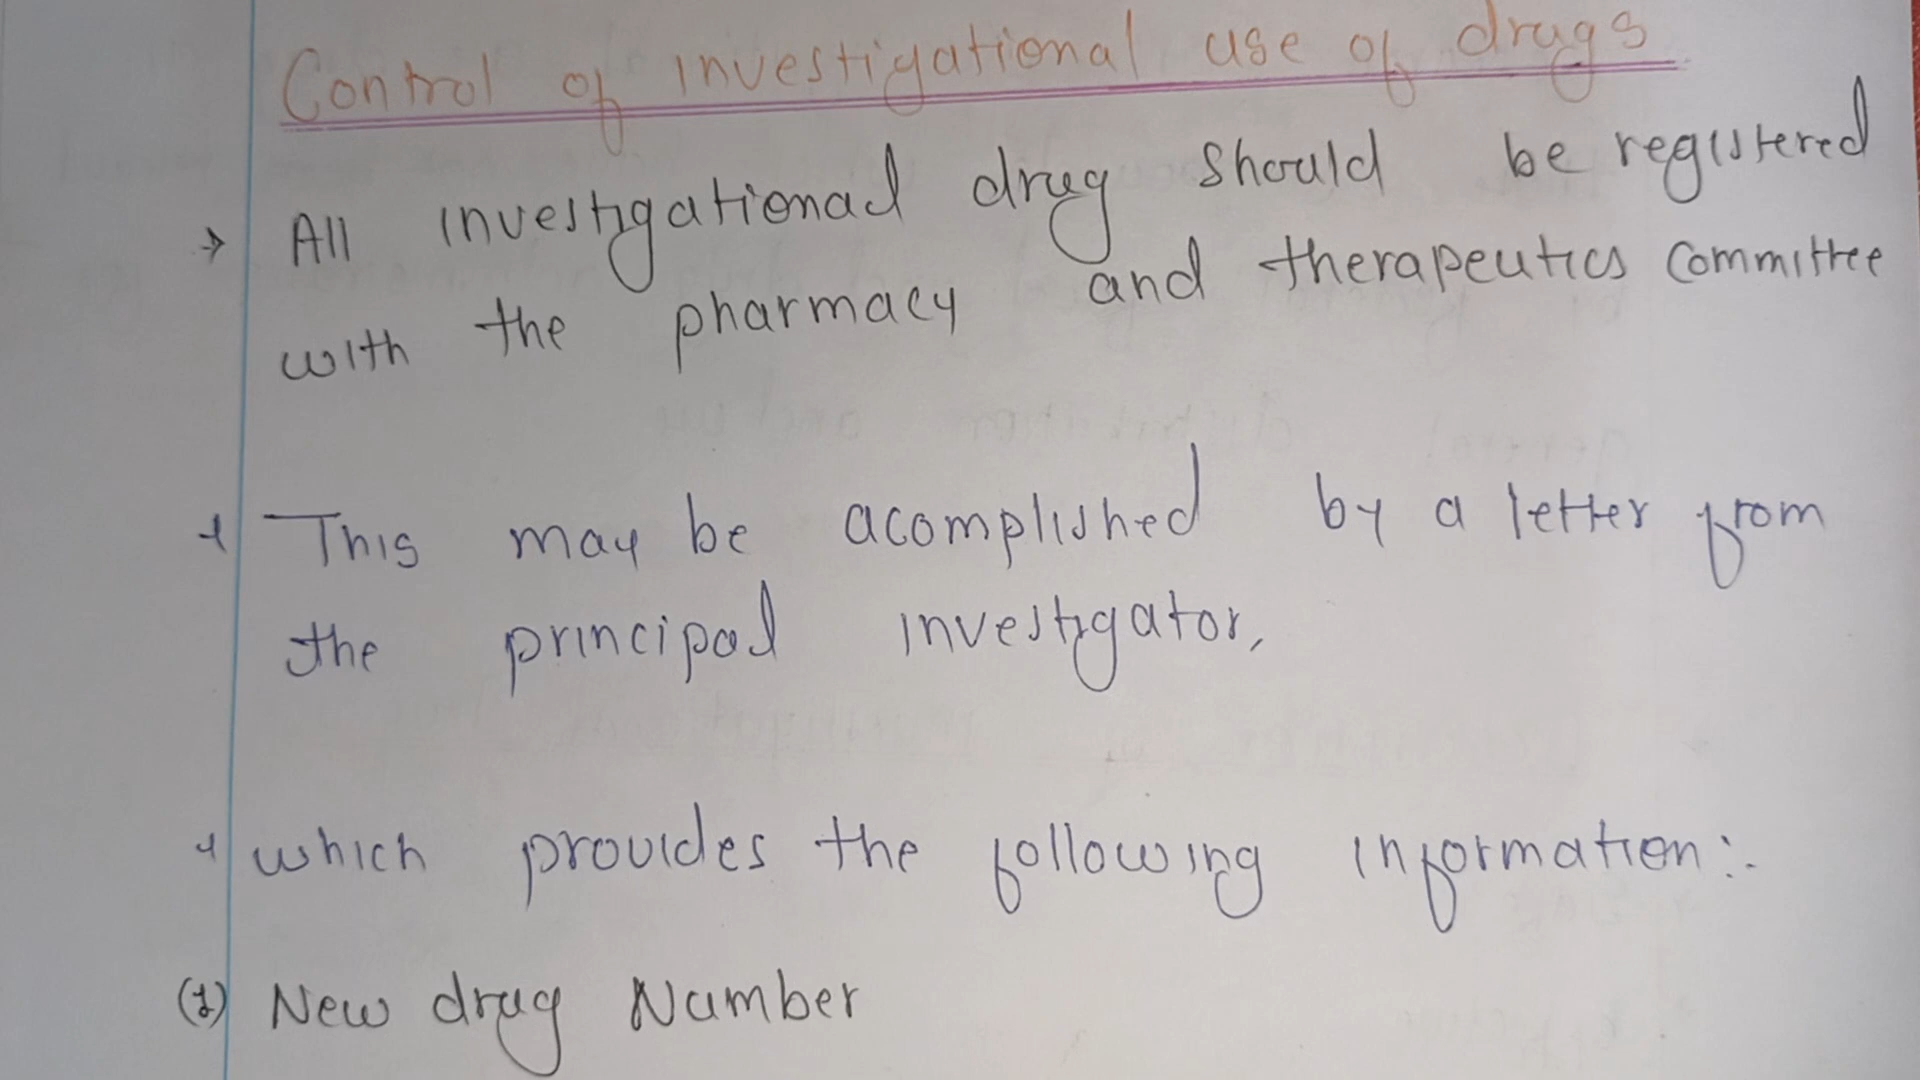 Control of investigational use of drugs
→ All investigational drug should be registered
with the pharmacy and therapeutics committee
→ This may be acomplished by a letter from
the principal investigator,
→ which provides the following information:-
(1) New drug Number